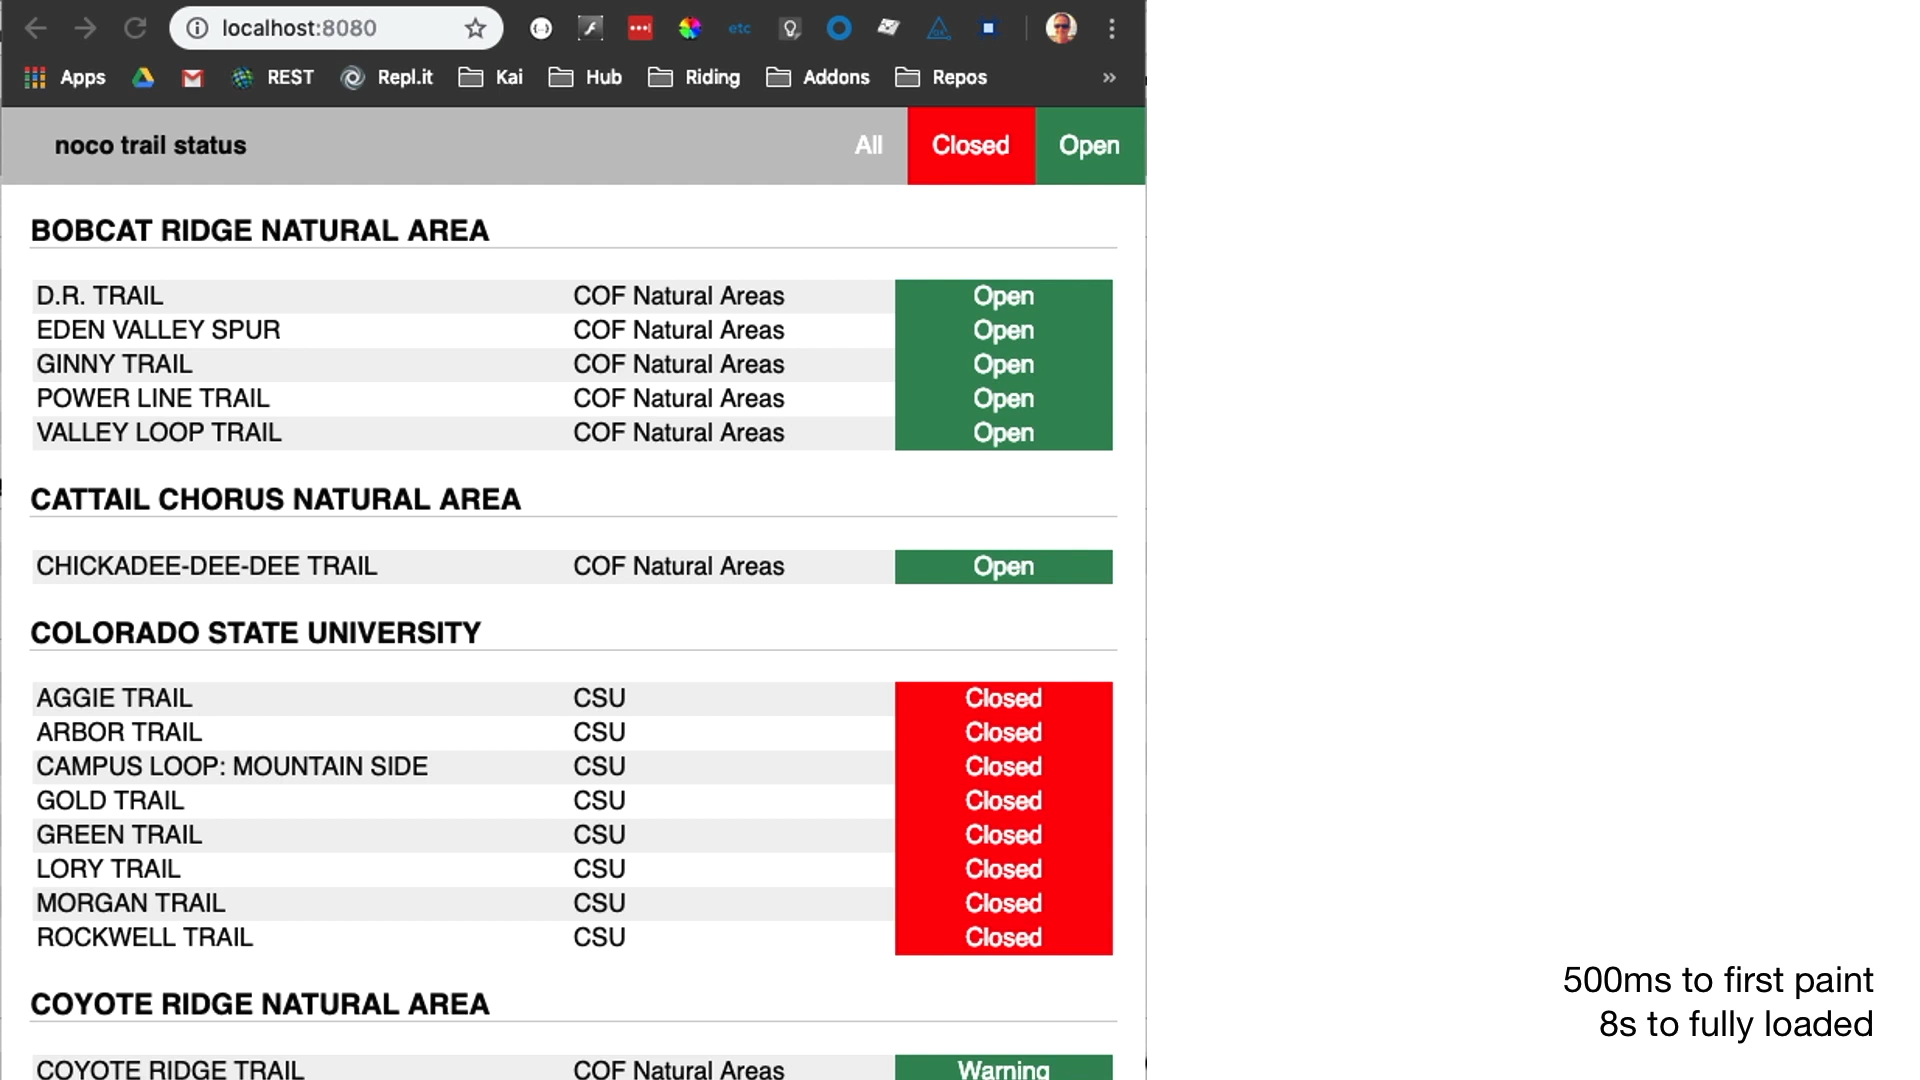 localhost:8080
etc
Apps REST Repl.it Kai Hub Riding Addons Repos »
noco trail status All Closed Open
BOBCAT RIDGE NATURAL AREA
D.R. TRAIL COF Natural Areas Open
EDEN VALLEY SPUR COF Natural Areas Open
GINNY TRAIL COF Natural Areas Open
POWER LINE TRAIL COF Natural Areas Open
VALLEY LOOP TRAIL COF Natural Areas Open
CATTAIL CHORUS NATURAL AREA
CHICKADEE-DEE-DEE TRAIL COF Natural Areas Open
COLORADO STATE UNIVERSITY
AGGIE TRAIL CSU Closed
ARBOR TRAIL CSU Closed
CAMPUS LOOP: MOUNTAIN SIDE CSU Closed
GOLD TRAIL CSU Closed
GREEN TRAIL CSU Closed
LORY TRAIL CSU Closed
MORGAN TRAIL CSU Closed
ROCKWELL TRAIL CSU Closed
COYOTE RIDGE NATURAL AREA
COYOTE RIDGE TRAIL COF Natural Areas Warning
500ms to first paint
8s to fully loaded